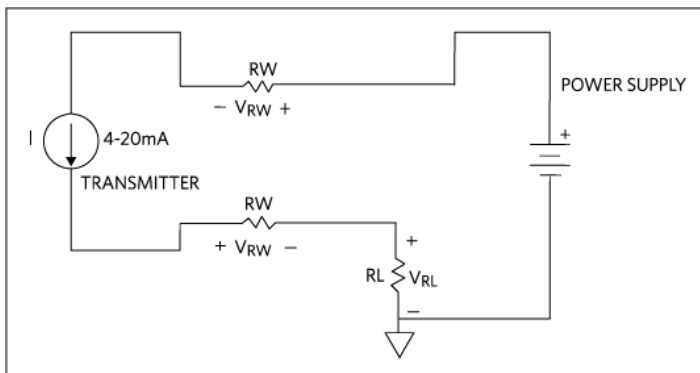 RW
− VRW +
POWER SUPPLY
+
I
4-20mA
TRANSMITTER
RW
+ VRW −
+
RL
VRL
−